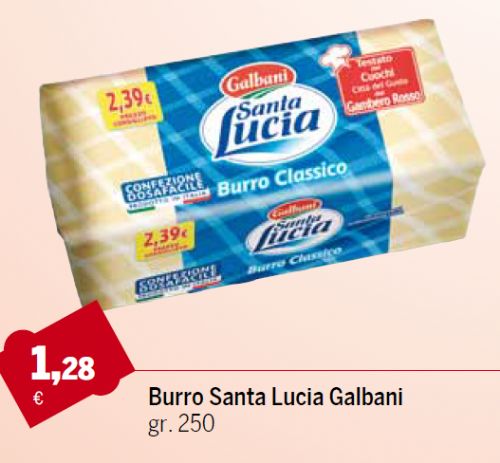 Galbani
Santa
Lucia
Burro Classico
2,39€
PREZZO
CONSIGLIATO
Testato
dai
Cuochi
Città del Gusto
del
Gambero Rosso
CONFEZIONE
DOSAFACILE
PRODOTTO IN ITALIA
Galbani
Santa
Lucia
Burro Classico
2,39€
PREZZO
CONSIGLIATO
CONFEZIONE
DOSAFACILE
1,28
€
Burro Santa Lucia Galbani
gr. 250